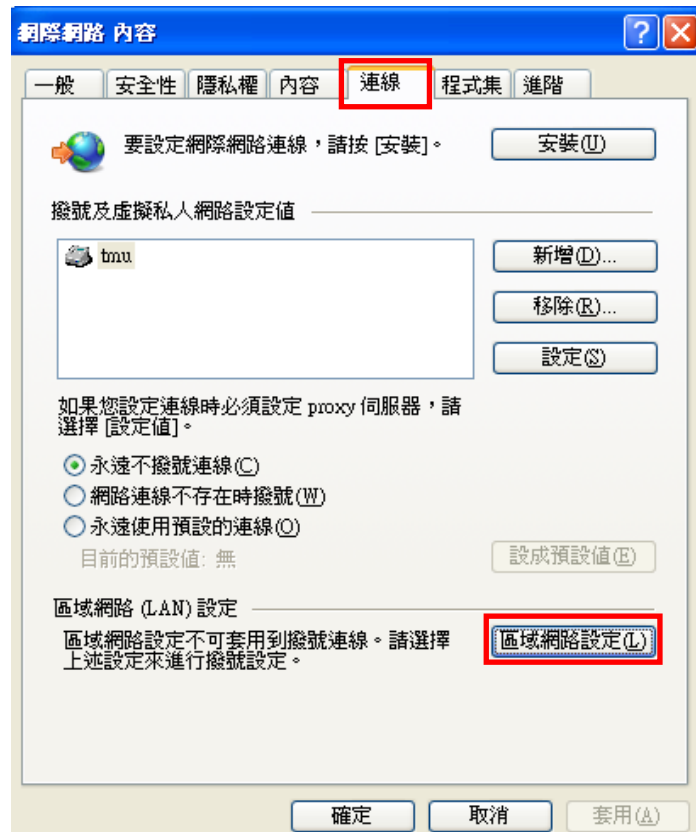 網際網路 內容
一般 安全性 隱私權 內容 連線 程式集 進階
要設定網際網路連線，請按 [安裝]。 安裝(U)
撥號及虛擬私人網路設定值
tmu
新增(D)...
移除(R)...
設定(S)
如果您設定連線時必須設定 proxy 伺服器，請
選擇 [設定值]。
永遠不撥號連線(C)
網路連線不存在時撥號(W)
永遠使用預設的連線(O)
目前的預設值: 無 設成預設值(E)
區域網路 (LAN) 設定
區域網路設定不可套用到撥號連線。請選擇
上述設定來進行撥號設定。
區域網路設定(L)
確定 取消 套用(A)